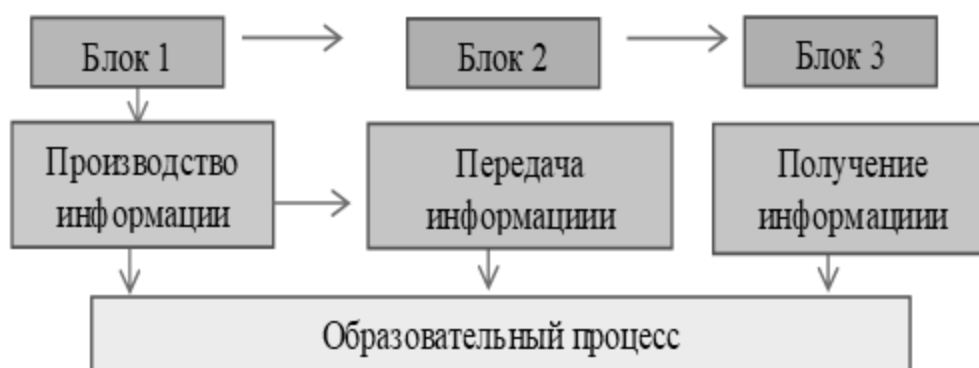 Блок 1
Блок 2
Блок 3
Производство
информации
Передача
информациии
Получение
информациии
Образовательный процесс